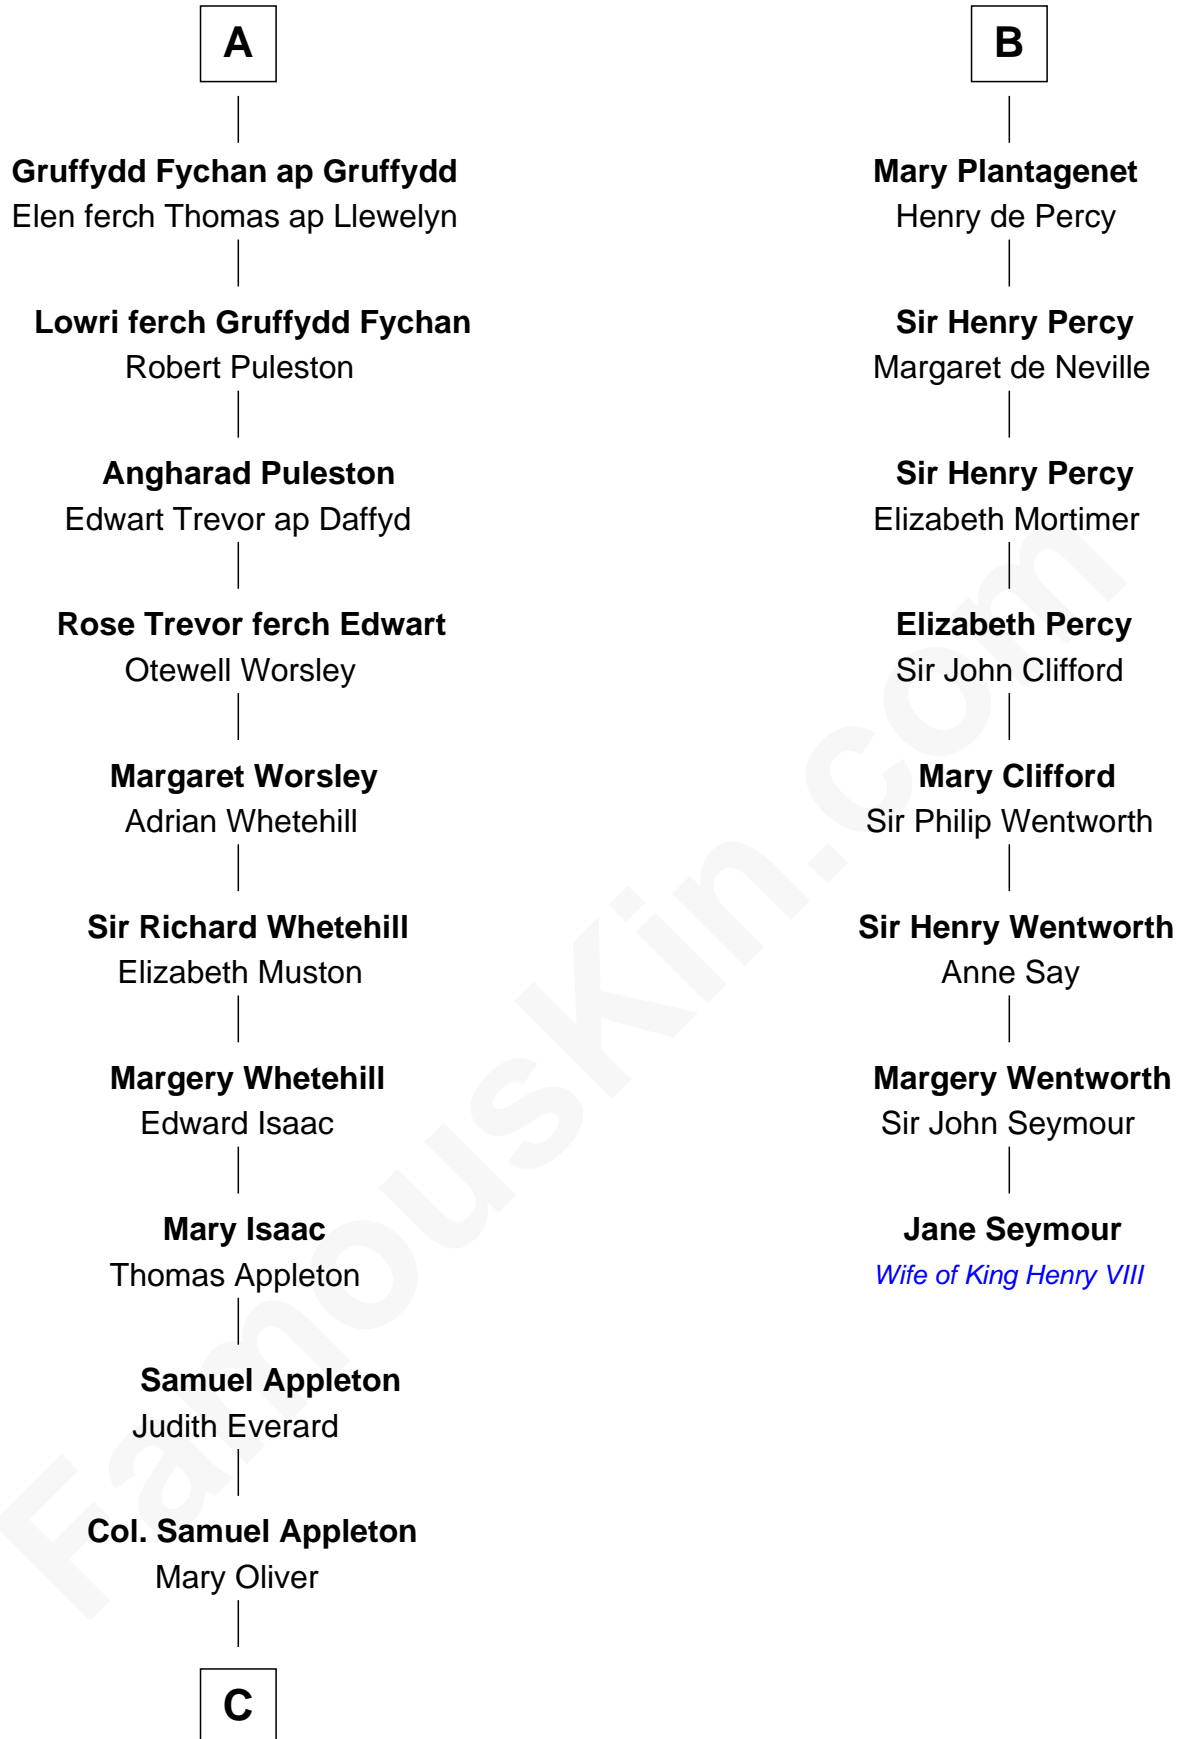 A
Gruffydd Fychan ap Gruffydd
Elen ferch Thomas ap Llewelyn
Lowri ferch Gruffydd Fychan
Robert Puleston
Angharad Puleston
Edwart Trevor ap Daffyd
Rose Trevor ferch Edwart
Otewell Worsley
Margaret Worsley
Adrian Whetehill
Sir Richard Whetehill
Elizabeth Muston
Margery Whetehill
Edward Isaac
Mary Isaac
Thomas Appleton
Samuel Appleton
Judith Everard
Col. Samuel Appleton
Mary Oliver
C
B
Mary Plantagenet
Henry de Percy
Sir Henry Percy
Margaret de Neville
Sir Henry Percy
Elizabeth Mortimer
Elizabeth Percy
Sir John Clifford
Mary Clifford
Sir Philip Wentworth
Sir Henry Wentworth
Anne Say
Margery Wentworth
Sir John Seymour
Jane Seymour
Wife of King Henry VIII
FamousKin.com